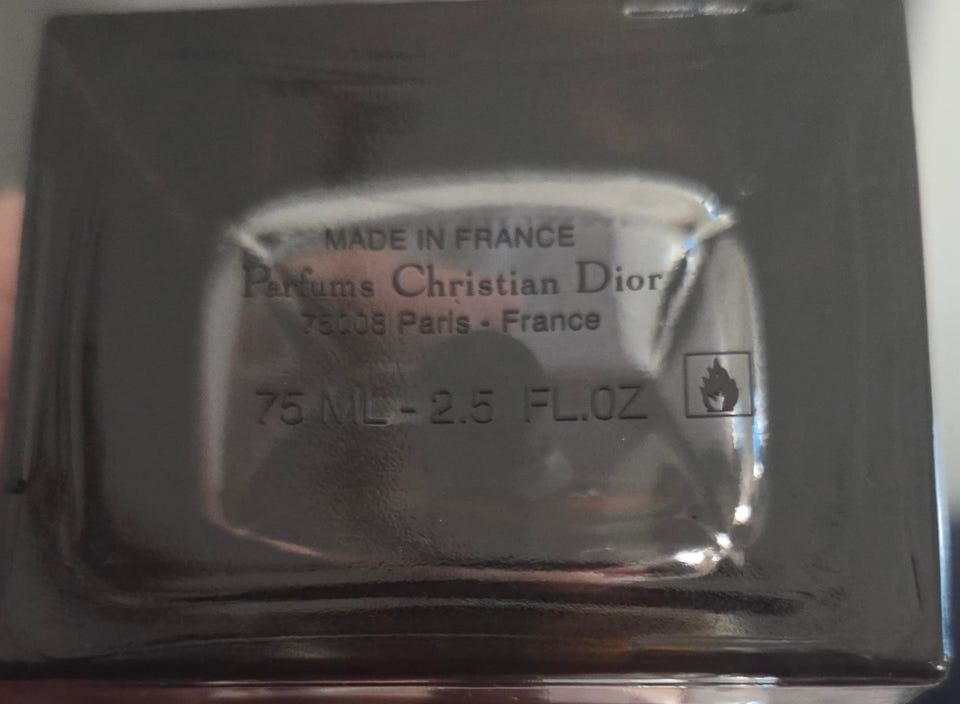 MADE IN FRANCE
Parfums Christian Dior
75008 Paris - France
75 ML - 2.5 FL.OZ